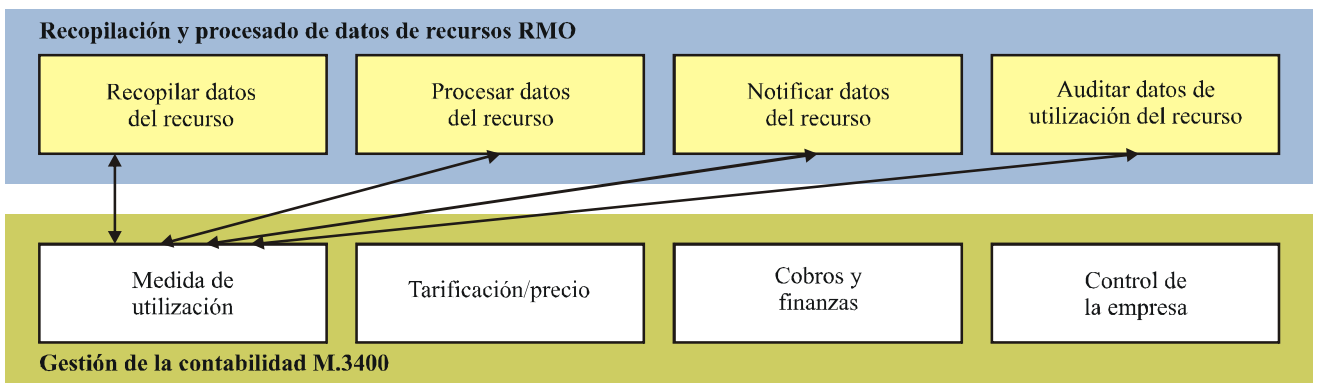 Recopilación y procesado de datos de recursos RMO
Recopilar datos
del recurso
Procesar datos
del recurso
Notificar datos
del recurso
Auditar datos de
utilización del recurso
Medida de
utilización
Tarificación/precio
Cobros y
finanzas
Control de
la empresa
Gestión de la contabilidad M.3400